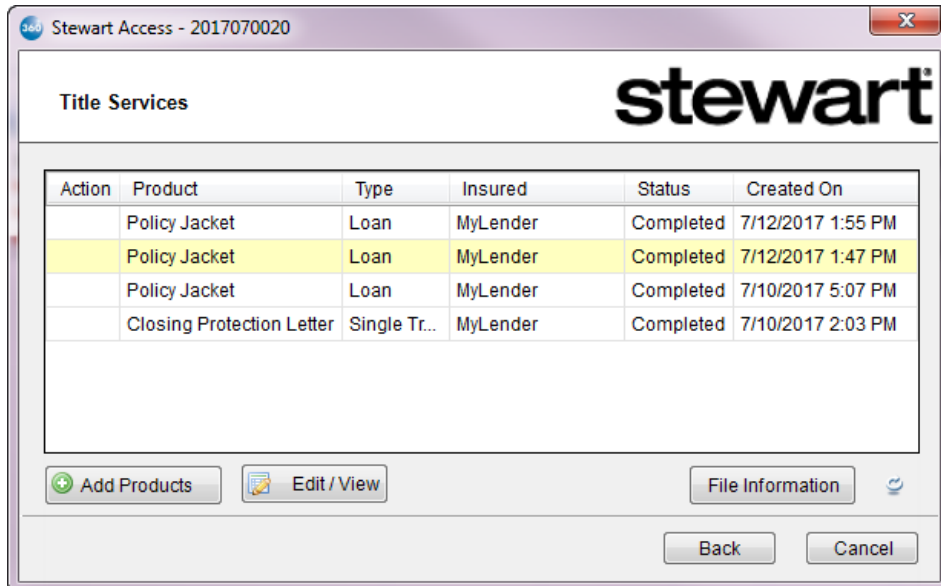 360 Stewart Access - 2017070020 X
Title Services stewart
Action Product Type Insured Status Created On
Policy Jacket Loan MyLender Completed 7/12/2017 1:55 PM
Policy Jacket Loan MyLender Completed 7/12/2017 1:47 PM
Policy Jacket Loan MyLender Completed 7/10/2017 5:07 PM
Closing Protection Letter Single Tr... MyLender Completed 7/10/2017 2:03 PM
Add Products Edit / View File Information
Back Cancel